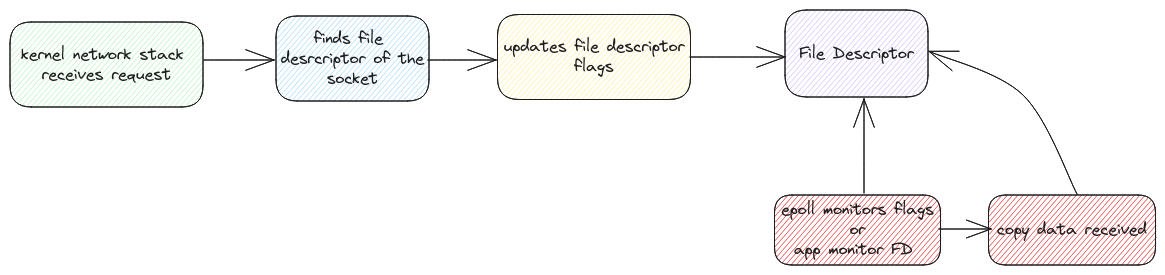 kernel network stack
receives request
finds file
desrcriptor of the
socket
updates file descriptor
flags
File Descriptor
epoll monitors flags
or
app monitor FD
copy data received